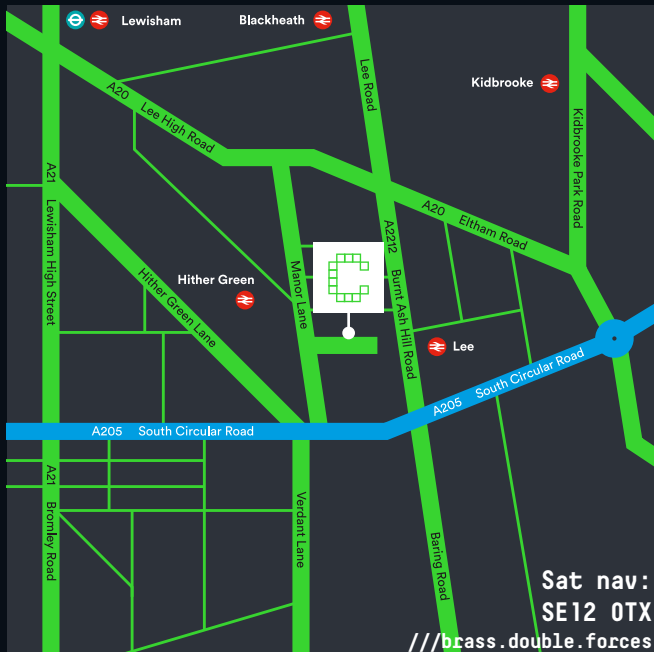 Lewisham
Blackheath
Kidbrooke
A20 Lee High Road
Lee Road
Kidbrooke Park Road
A21 Lewisham High Street
A20 Eltham Road
A2212 Burnt Ash Hill Road
Hither Green
Hither Green Lane
Manor Lane
Lee
A205 South Circular Road
A205 South Circular Road
A21 Bromley Road
Verdant Lane
Baring Road
Sat nav:
SE12 0TX
///brass.double.forces